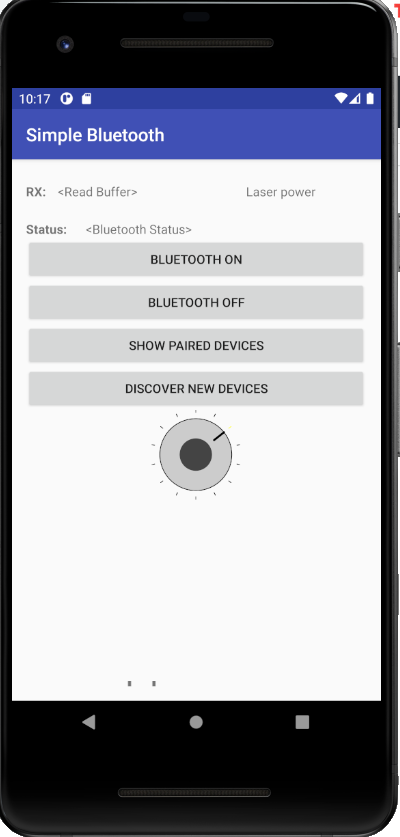 10:17
Simple Bluetooth
RX: <Read Buffer> Laser power
Status: <Bluetooth Status>
BLUETOOTH ON
BLUETOOTH OFF
SHOW PAIRED DEVICES
DISCOVER NEW DEVICES